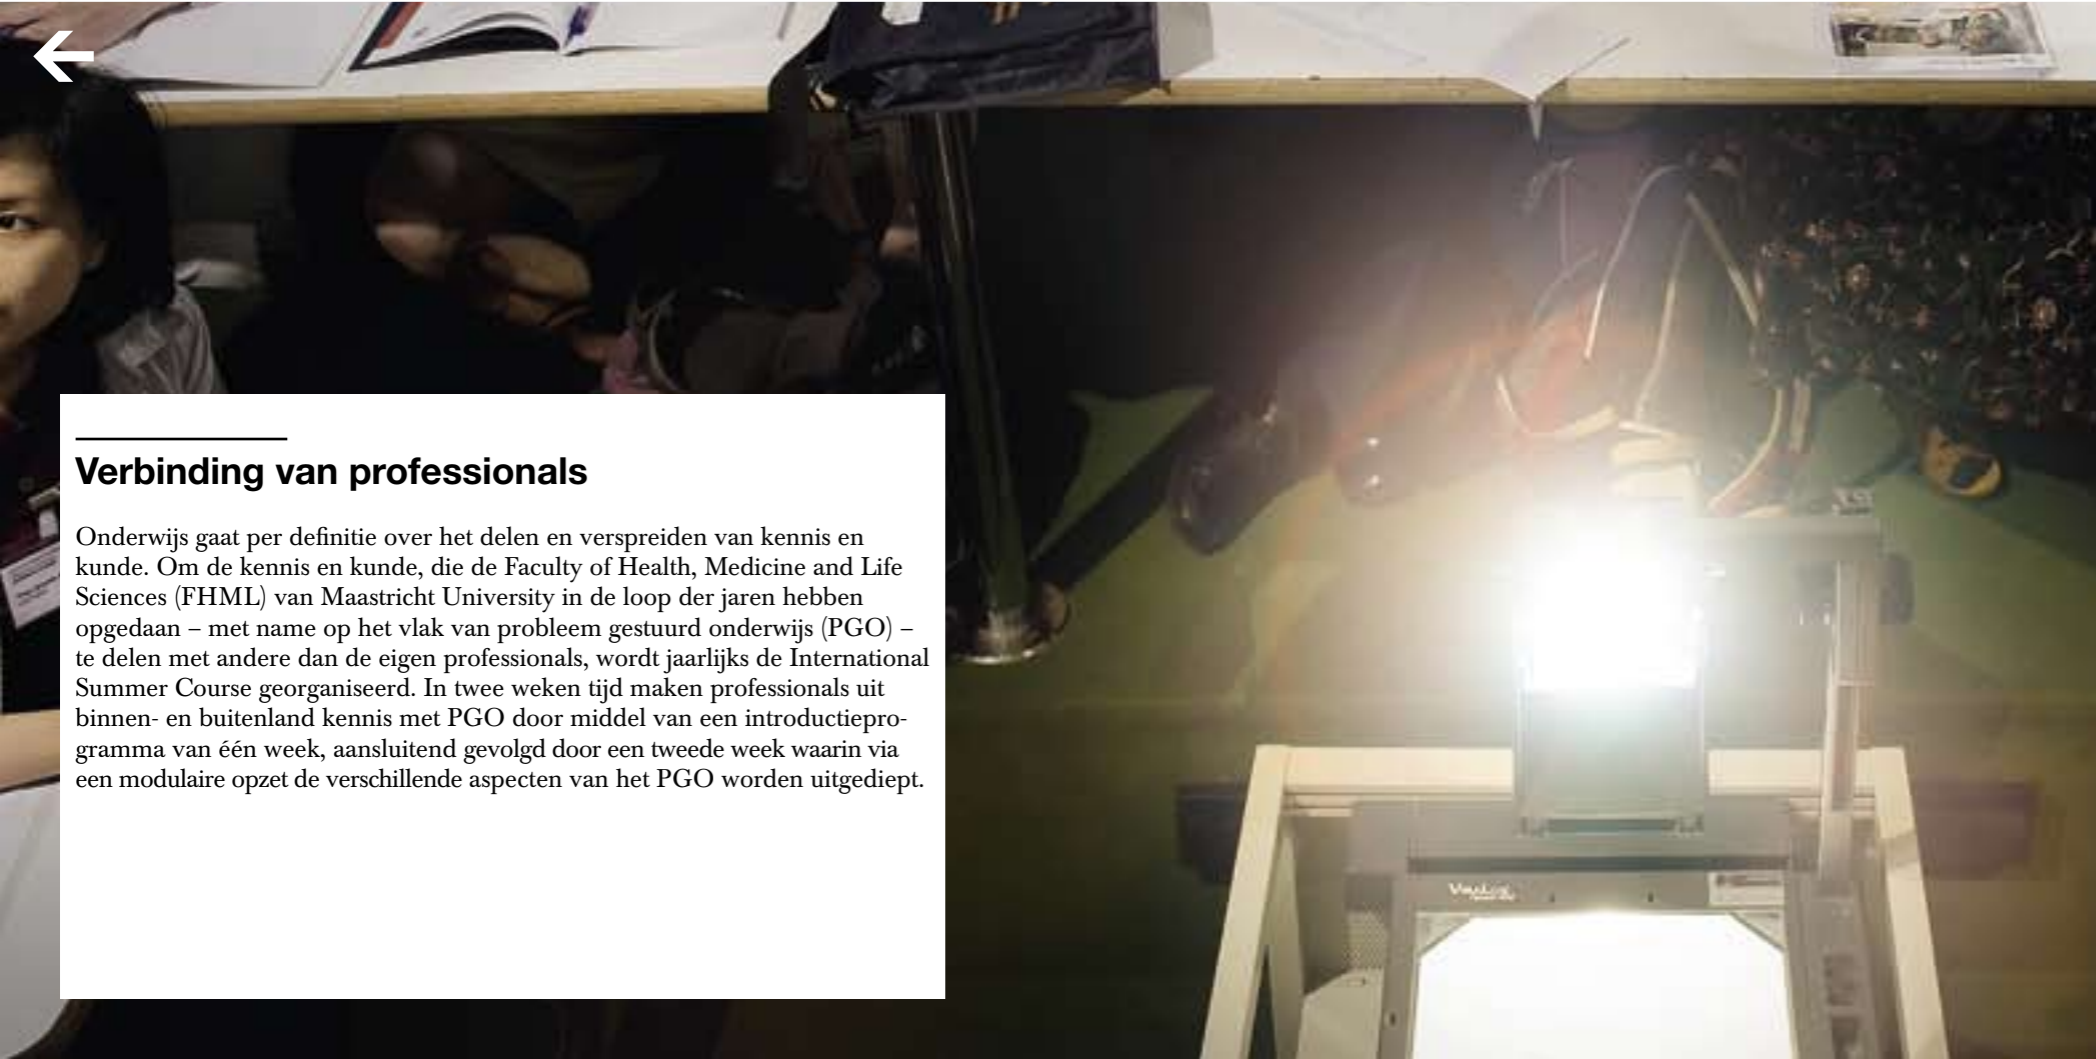 Verbinding van professionals
Onderwijs gaat per definitie over het delen en verspreiden van kennis en
kunde. Om de kennis en kunde, die de Faculty of Health, Medicine and Life
Sciences (FHML) van Maastricht University in de loop der jaren hebben
opgedaan – met name op het vlak van probleem gestuurd onderwijs (PGO) –
te delen met andere dan de eigen professionals, wordt jaarlijks de International
Summer Course georganiseerd. In twee weken tijd maken professionals uit
binnen- en buitenland kennis met PGO door middel van een introductiepro-
gramma van één week, aansluitend gevolgd door een tweede week waarin via
een modulaire opzet de verschillende aspecten van het PGO worden uitgediept.